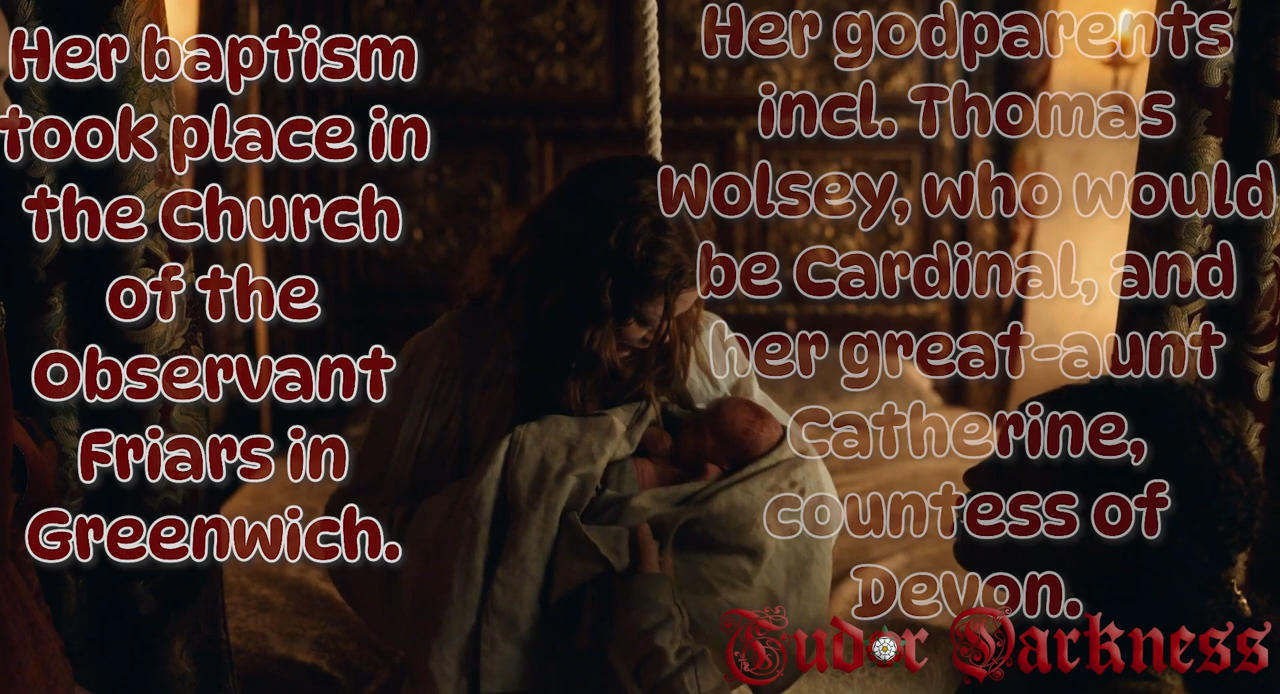 Her baptism
took place in
the Church
of the
Observant
Friars in
Greenwich.
Her godparents
incl. Thomas
Wolsey, who would
be Cardinal, and
her great-aunt
Catherine,
countess of
Devon.
Tudor Darkness